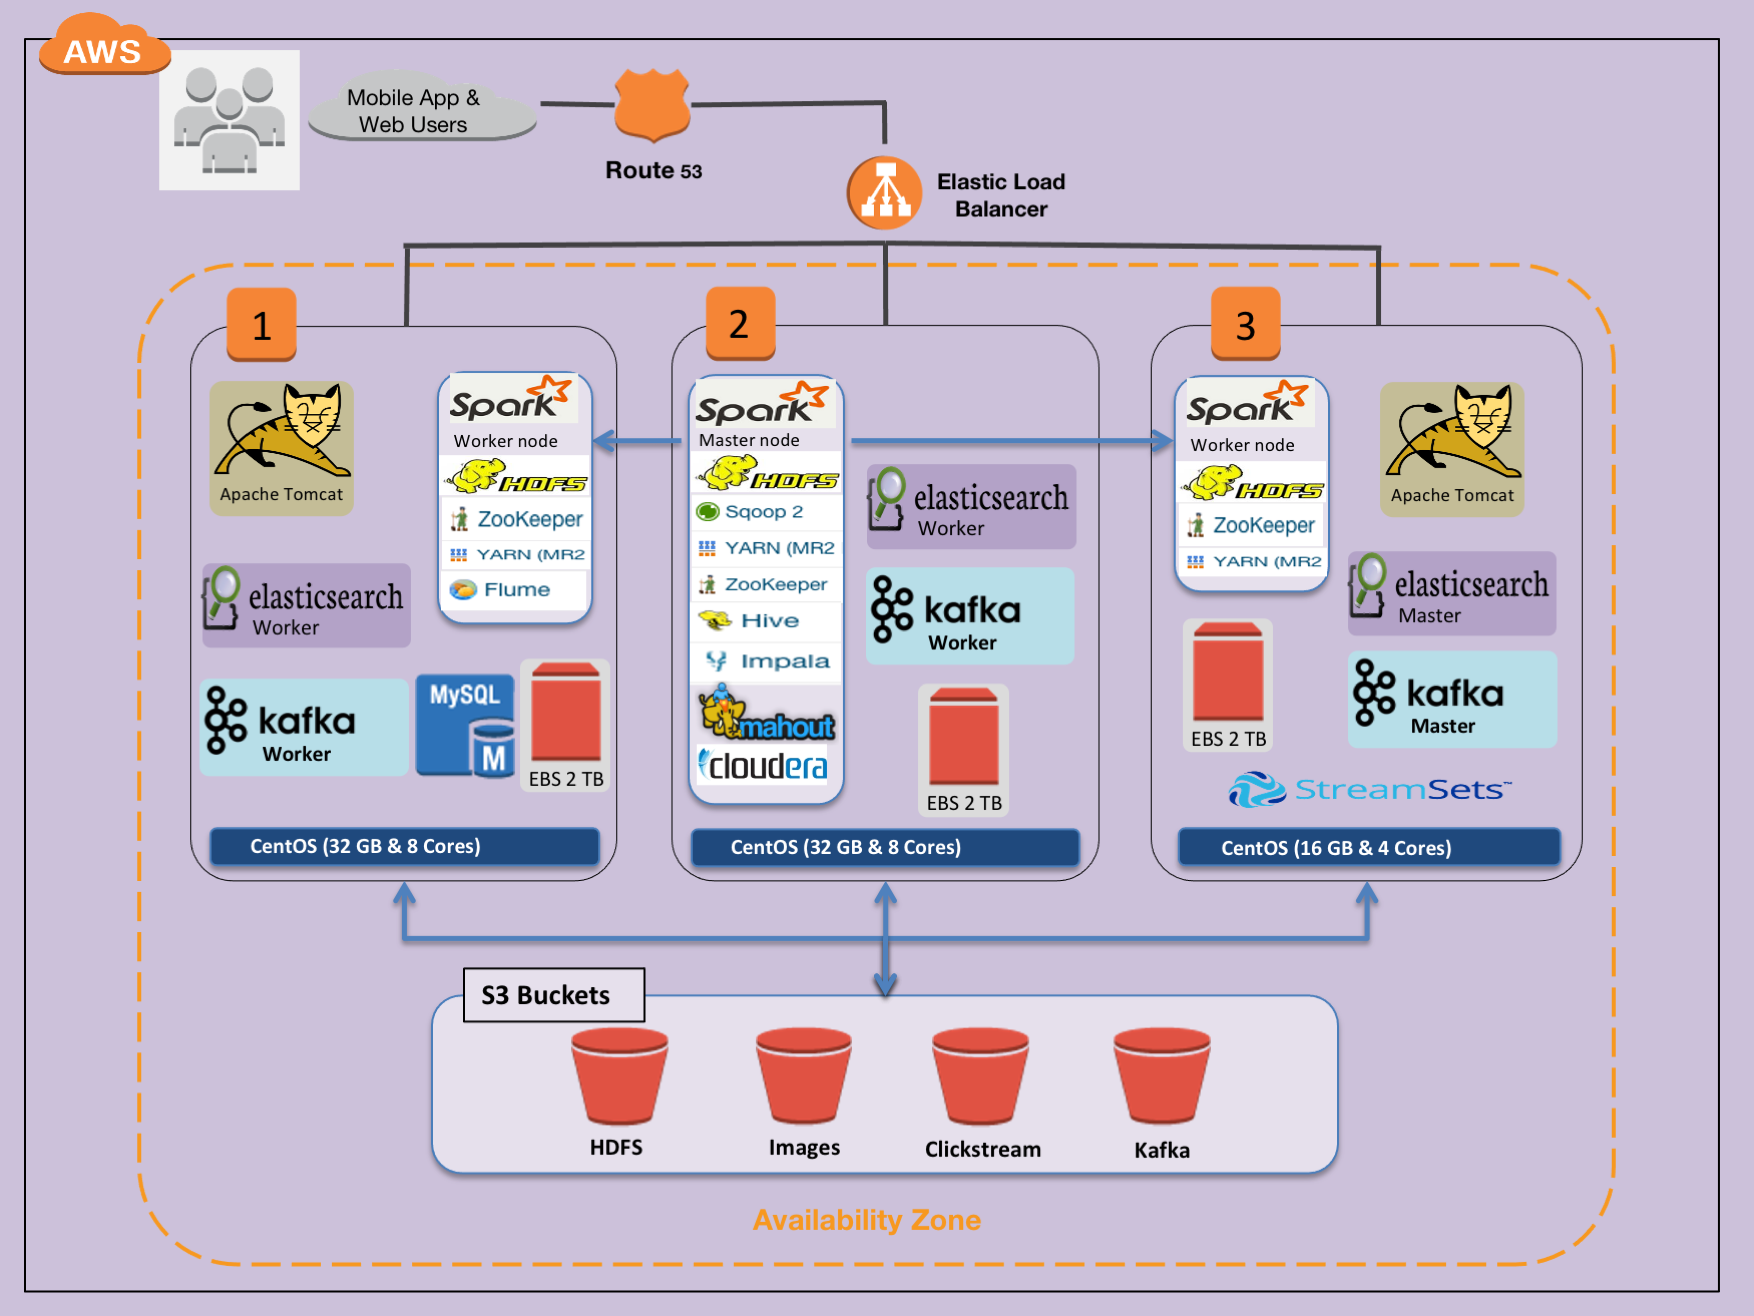 AWS
Mobile App &
Web Users
Route 53
Elastic Load
Balancer
1
Apache Tomcat
Spark
Worker node
HDFS
ZooKeeper
YARN (MR2
Flume
elasticsearch
Worker
kafka
Worker
MySQL
M
EBS 2 TB
CentOS (32 GB & 8 Cores)
2
Spark
Master node
HDFS
Sqoop 2
YARN (MR2
ZooKeeper
Hive
Impala
mahout
cloudera
elasticsearch
Worker
kafka
Worker
EBS 2 TB
CentOS (32 GB & 8 Cores)
3
Spark
Worker node
HDFS
ZooKeeper
YARN (MR2
Apache Tomcat
elasticsearch
Master
kafka
Master
EBS 2 TB
StreamSets™
CentOS (16 GB & 4 Cores)
S3 Buckets
HDFS
Images
Clickstream
Kafka
Availability Zone